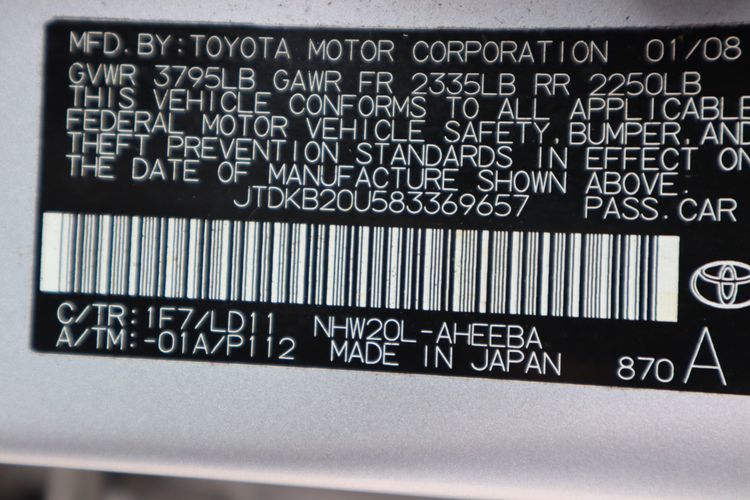 MFD.BY:TOYOTA MOTOR CORPORATION 01/08
GVWR 3795LB GAWR FR 2335LB RR 2250LB
THIS VEHICLE CONFORMS TO ALL APPLICABLE
FEDERAL MOTOR VEHICLE SAFETY,BUMPER,AND
THEFT PREVENTION STANDARDS IN EFFECT ON
THE DATE OF MANUFACTURE SHOWN ABOVE.
JTDKB20U583369657 PASS.CAR
C/TR:1F7/LD11 NHW20L-AHEEBA
A/TM:-01A/P112 MADE IN JAPAN 870 A